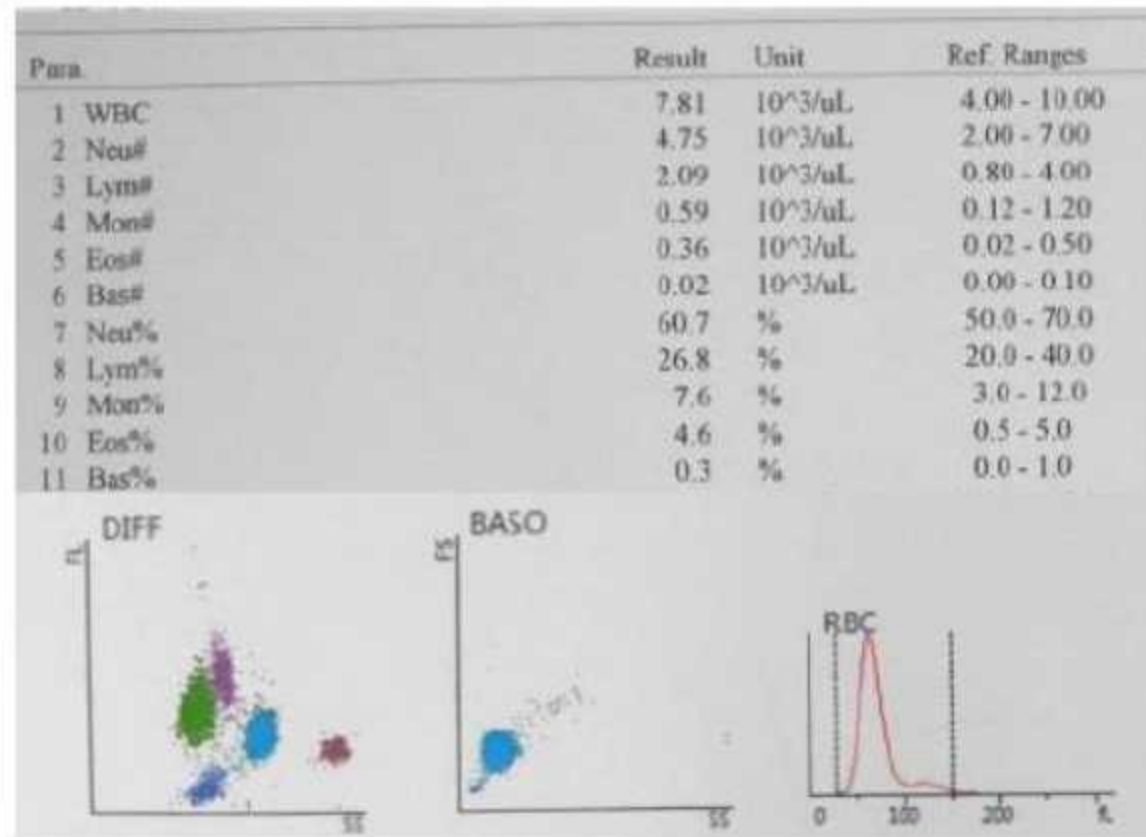 Para. Result Unit Ref. Ranges
1 WBC 7.81 10^3/uL 4.00 - 10.00
2 Neu# 4.75 10^3/uL 2.00 - 7.00
3 Lym# 2.09 10^3/uL 0.80 - 4.00
4 Mon# 0.59 10^3/uL 0.12 - 1.20
5 Eos# 0.36 10^3/uL 0.02 - 0.50
6 Bas# 0.02 10^3/uL 0.00 - 0.10
7 Neu% 60.7 % 50.0 - 70.0
8 Lym% 26.8 % 20.0 - 40.0
9 Mon% 7.6 % 3.0 - 12.0
10 Eos% 4.6 % 0.5 - 5.0
11 Bas% 0.3 % 0.0 - 1.0
DIFF
FL
SS
BASO
FS
SS
RBC
0 100 200 fL